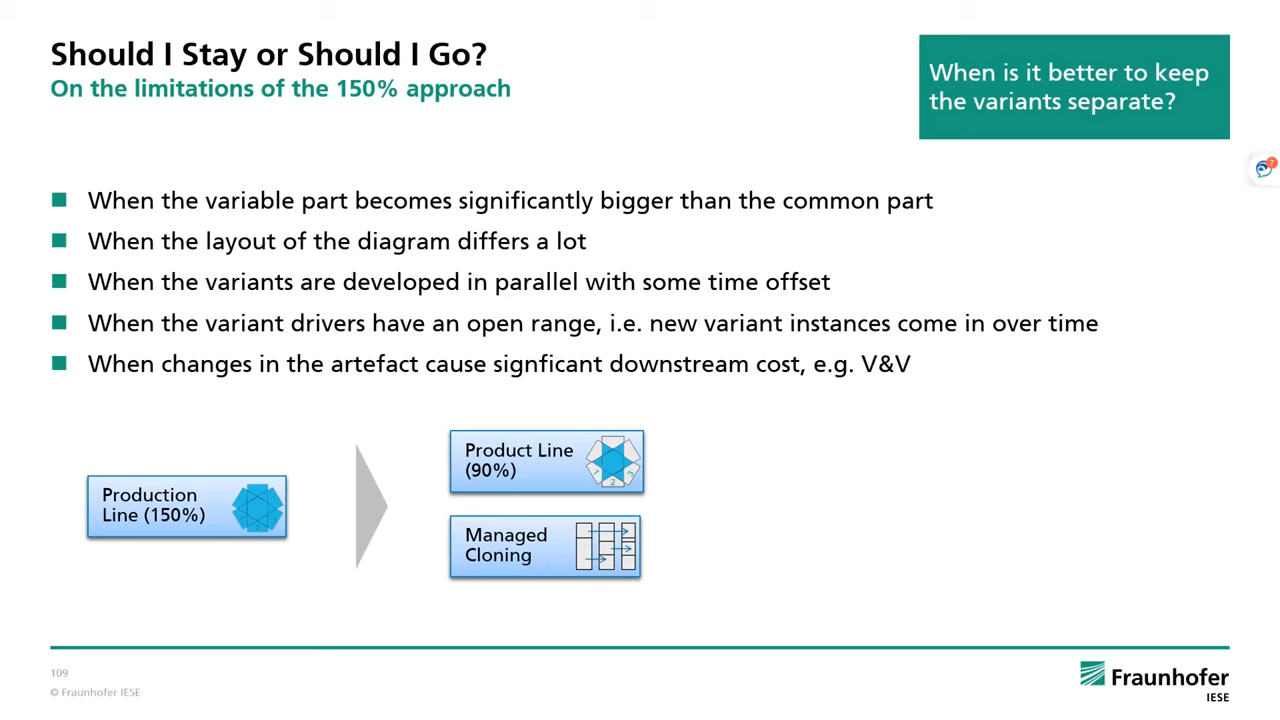 Should I Stay or Should I Go?
On the limitations of the 150% approach
When is it better to keep
the variants separate?
7
When the variable part becomes significantly bigger than the common part
When the layout of the diagram differs a lot
When the variants are developed in parallel with some time offset
When the variant drivers have an open range, i.e. new variant instances come in over time
When changes in the artefact cause signficant downstream cost, e.g. V&V
Production
Line (150%)
Product Line
(90%)
1
2
3
Managed
Cloning
109
© Fraunhofer IESE
Fraunhofer
IESE